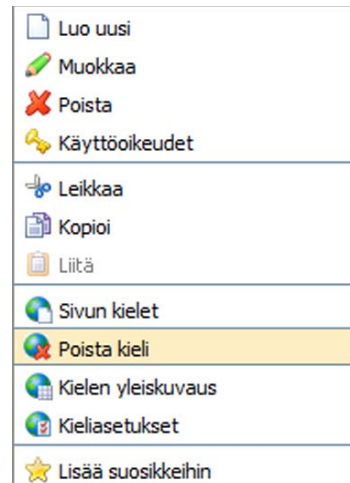 Luo uusi
Muokkaa
Poista
Käyttöoikeudet
Leikkaa
Kopioi
Liitä
Sivun kielet
Poista kieli
Kielen yleiskuvaus
Kieliasetukset
Lisää suosikkeihin